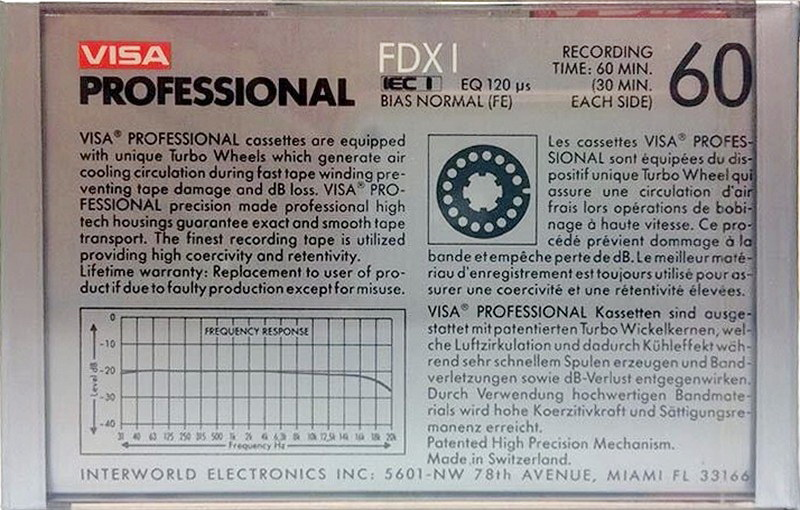 VISA
PROFESSIONAL
FDX I
IEC I EQ 120 µs
BIAS NORMAL (FE)
RECORDING
TIME: 60 MIN.
(30 MIN.
EACH SIDE)
60
VISA® PROFESSIONAL cassettes are equipped
with unique Turbo Wheels which generate air
cooling circulation during fast tape winding pre-
venting tape damage and dB loss. VISA® PRO-
FESSIONAL precision made professional high
tech housings guarantee exact and smooth tape
transport. The finest recording tape is utilized
providing high coercivity and retentivity.
Lifetime warranty: Replacement to user of pro-
duct if due to faulty production except for misuse.
Les cassettes VISA® PROFES-
SIONAL sont équipées du dis-
positif unique Turbo Wheel qui
assure une circulation d'air
frais lors opérations de bobi-
nage à haute vitesse. Ce pro-
cédé prévient dommage à la
bande et empêche perte de dB. Le meilleur maté-
riau d'enregistrement est toujours utilisé pour as-
surer une coercivité et une rétentivité élevées.
VISA® PROFESSIONAL Kassetten sind ausge-
stattet mit patentierten Turbo Wickelkernen, wel-
che Luftzirkulation und dadurch Kühleffekt wäh-
rend sehr schnellem Spulen erzeugen und Band-
verletzungen sowie dB-Verlust entgegenwirken.
Durch Verwendung hochwertigen Bandmate-
rials wird hohe Koerzitivkraft und Sättigungsre-
manenz erreicht.
Patented High Precision Mechanism.
Made in Switzerland.
FREQUENCY RESPONSE
Level dB
0
-10
-20
-30
-40
31 40 63 125 250 315 500 1k 2k 4k 6,3k 8k 10k 12,5k 14k 16k 18k 20k
Frequency Hz
INTERWORLD ELECTRONICS INC: 5601-NW 78th AVENUE, MIAMI FL 33166